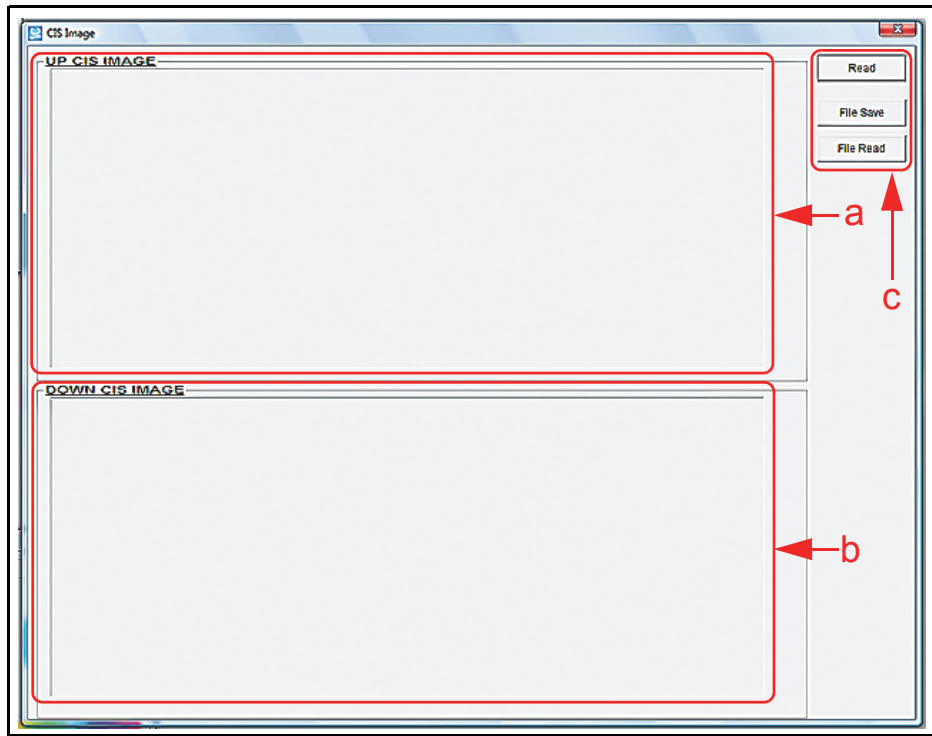 CIS Image
UP CIS IMAGE
Read
File Save
File Read
a
c
DOWN CIS IMAGE
b